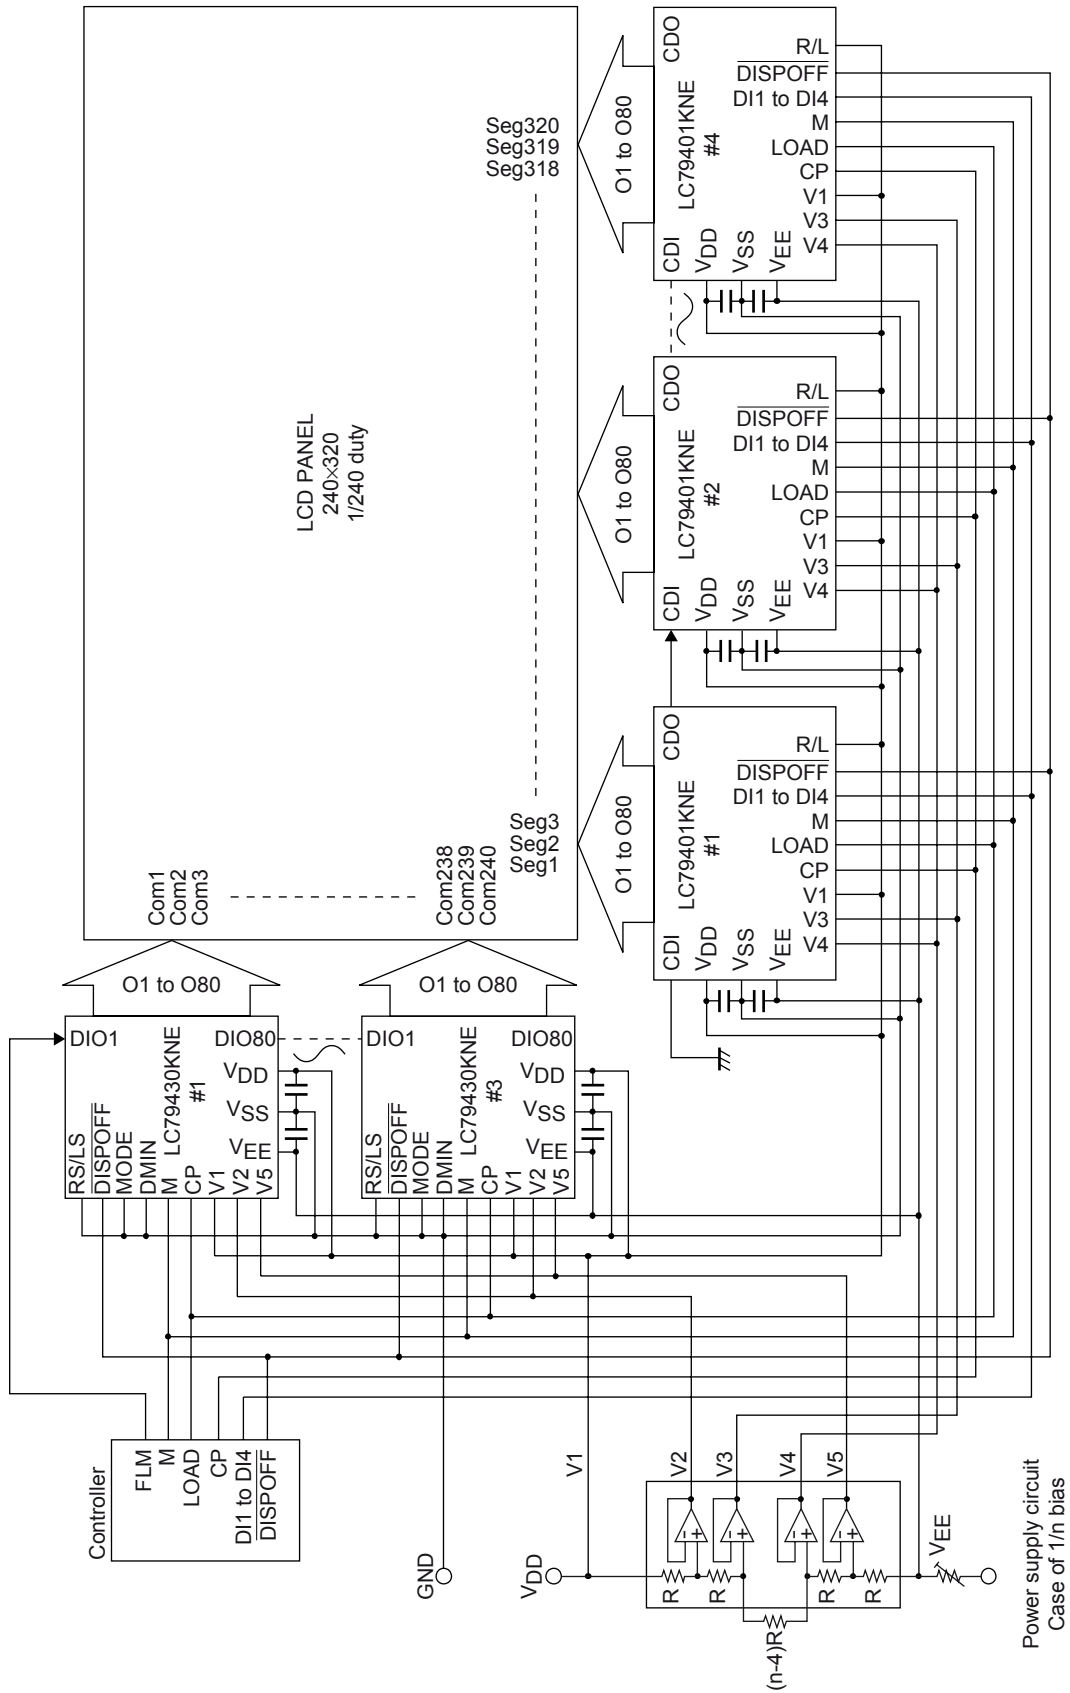 LCD PANEL
240×320
1/240 duty
Seg320
Seg319
Seg318
Seg3
Seg2
Seg1
Com1
Com2
Com3
Com238
Com239
Com240
O1 to O80
CDO
LC79401KNE
#4
CDI
VDD
VSS
VEE
R/L
DISPOFF
DI1 to DI4
M
LOAD
CP
V1
V3
V4
O1 to O80
CDO
LC79401KNE
#2
CDI
VDD
VSS
VEE
R/L
DISPOFF
DI1 to DI4
M
LOAD
CP
V1
V3
V4
O1 to O80
CDO
LC79401KNE
#1
CDI
VDD
VSS
VEE
R/L
DISPOFF
DI1 to DI4
M
LOAD
CP
V1
V3
V4
O1 to O80
DIO1
DIO80
LC79430KNE
#1
VDD
VSS
VEE
RS/LS
DISPOFF
MODE
DMIN
M
CP
V1
V2
V5
O1 to O80
DIO1
DIO80
LC79430KNE
#3
VDD
VSS
VEE
RS/LS
DISPOFF
MODE
DMIN
M
CP
V1
V2
V5
Controller
FLM
M
LOAD
CP
DI1 to DI4
DISPOFF
GND
VDD
V1
V2
V3
V4
V5
- +
- +
- +
- +
R
R
(n-4)R
R
R
VEE
Power supply circuit
Case of 1/n bias